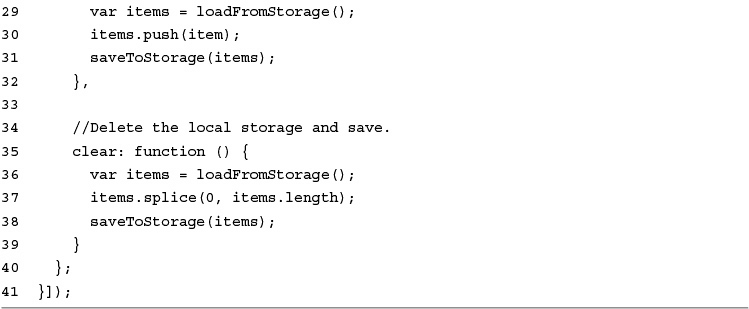 29        var items = loadFromStorage();
30        items.push(item);
31        saveToStorage(items);
32      },
33
34      //Delete the local storage and save.
35      clear: function () {
36        var items = loadFromStorage();
37        items.splice(0, items.length);
38        saveToStorage(items);
39      }
40    };
41  }]);